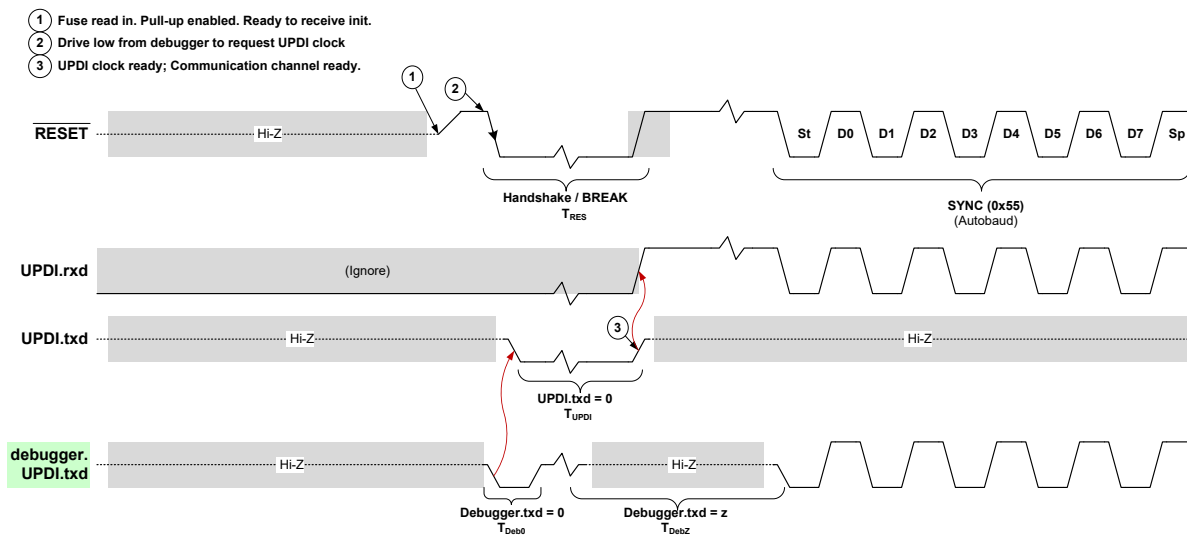 1 Fuse read in. Pull-up enabled. Ready to receive init.
2 Drive low from debugger to request UPDI clock
3 UPDI clock ready; Communication channel ready.
1
2
RESET
Hi-Z
St D0 D1 D2 D3 D4 D5 D6 D7 Sp
Handshake / BREAK
TRES
SYNC (0x55)
(Autobaud)
UPDI.rxd
(Ignore)
3
UPDI.txd
Hi-Z
Hi-Z
UPDI.txd = 0
TUPDI
debugger.
UPDI.txd
Hi-Z
Hi-Z
Debugger.txd = 0
TDeb0
Debugger.txd = z
TDebZ